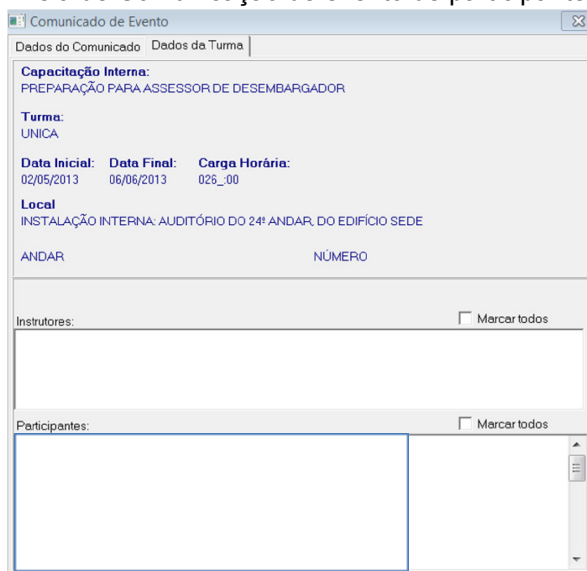 Comunicado de Evento
Dados do Comunicado Dados da Turma
Capacitação Interna:
PREPARAÇÃO PARA ASSESSOR DE DESEMBARGADOR
Turma:
UNICA
Data Inicial: Data Final: Carga Horária:
02/05/2013 06/06/2013 026_:00
Local
INSTALAÇÃO INTERNA: AUDITÓRIO DO 24º ANDAR, DO EDIFÍCIO SEDE
ANDAR NÚMERO
Instrutores: Marcar todos
Participantes: Marcar todos